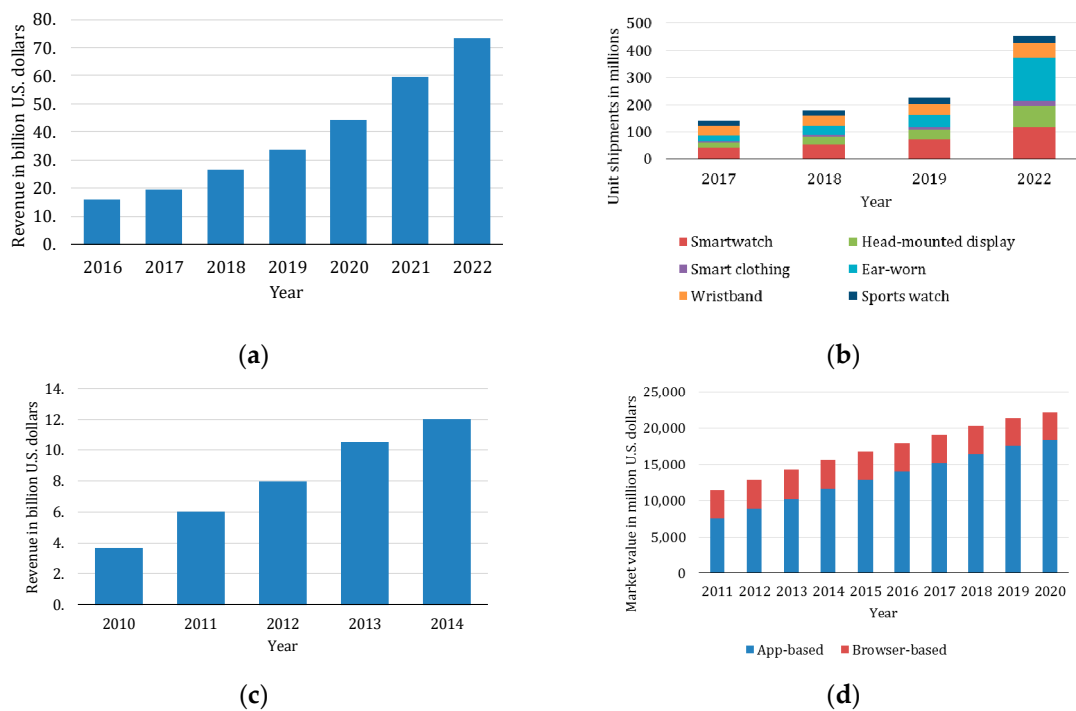 Revenue in billion U.S. dollars
80.
70.
60.
50.
40.
30.
20.
10.
0.
2016 2017 2018 2019 2020 2021 2022
Year
(a)
Unit shipments in millions
500
400
300
200
100
0
2017 2018 2019 2022
Year
Smartwatch Head-mounted display
Smart clothing Ear-worn
Wristband Sports watch
(b)
Revenue in billion U.S. dollars
14.
12.
10.
8.
6.
4.
2.
0.
2010 2011 2012 2013 2014
Year
(c)
Market value in million U.S. dollars
25,000
20,000
15,000
10,000
5,000
0
2011 2012 2013 2014 2015 2016 2017 2018 2019 2020
Year
App-based Browser-based
(d)